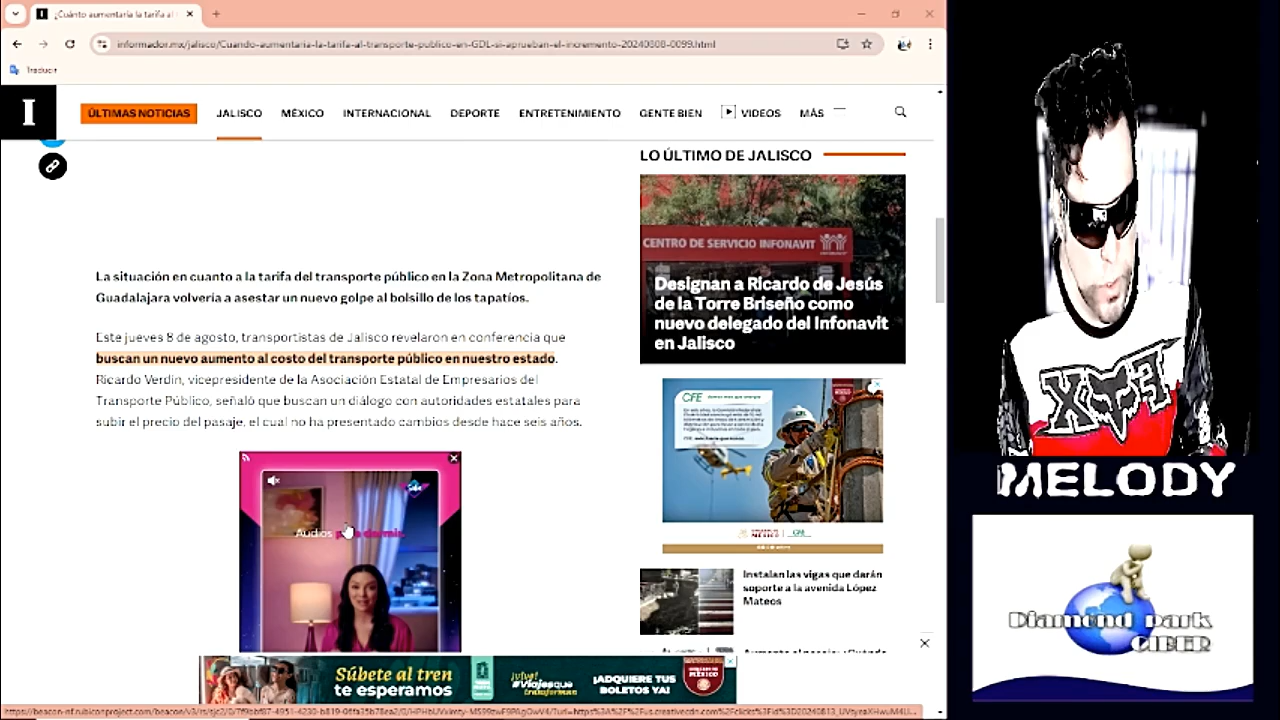 ¿Cuánto aumentaría la tarifa al
informador.mx/jalisco/Cuando-aumentaria-la-tarifa-al-transporte-publico-en-GDL-si-aprueban-el-incremento-20240808-0099.html
Traducir
I
ÚLTIMAS NOTICIAS
JALISCO
MÉXICO
INTERNACIONAL
DEPORTE
ENTRETENIMIENTO
GENTE BIEN
VIDEOS
MÁS
La situación en cuanto a la tarifa del transporte público en la Zona Metropolitana de
Guadalajara volvería a asestar un nuevo golpe al bolsillo de los tapatíos.
Este jueves 8 de agosto, transportistas de Jalisco revelaron en conferencia que
buscan un nuevo aumento al costo del transporte público en nuestro estado.
Ricardo Verdín, vicepresidente de la Asociación Estatal de Empresarios del
Transporte Público, señaló que buscan un diálogo con autoridades estatales para
subir el precio del pasaje, el cual no ha presentado cambios desde hace seis años.
Audios para dormir
LO ÚLTIMO DE JALISCO
CENTRO DE SERVICIO INFONAVIT
Designan a Ricardo de Jesús
de la Torre Briseño como
nuevo delegado del Infonavit
en Jalisco
CFE
Instalan las vigas que darán
soporte a la avenida López
Mateos
Súbete al tren
te esperamos
#Viajesque
transforman
¡ADQUIERE TUS
BOLETOS YA!
MELODY
Diamond park
CIBER